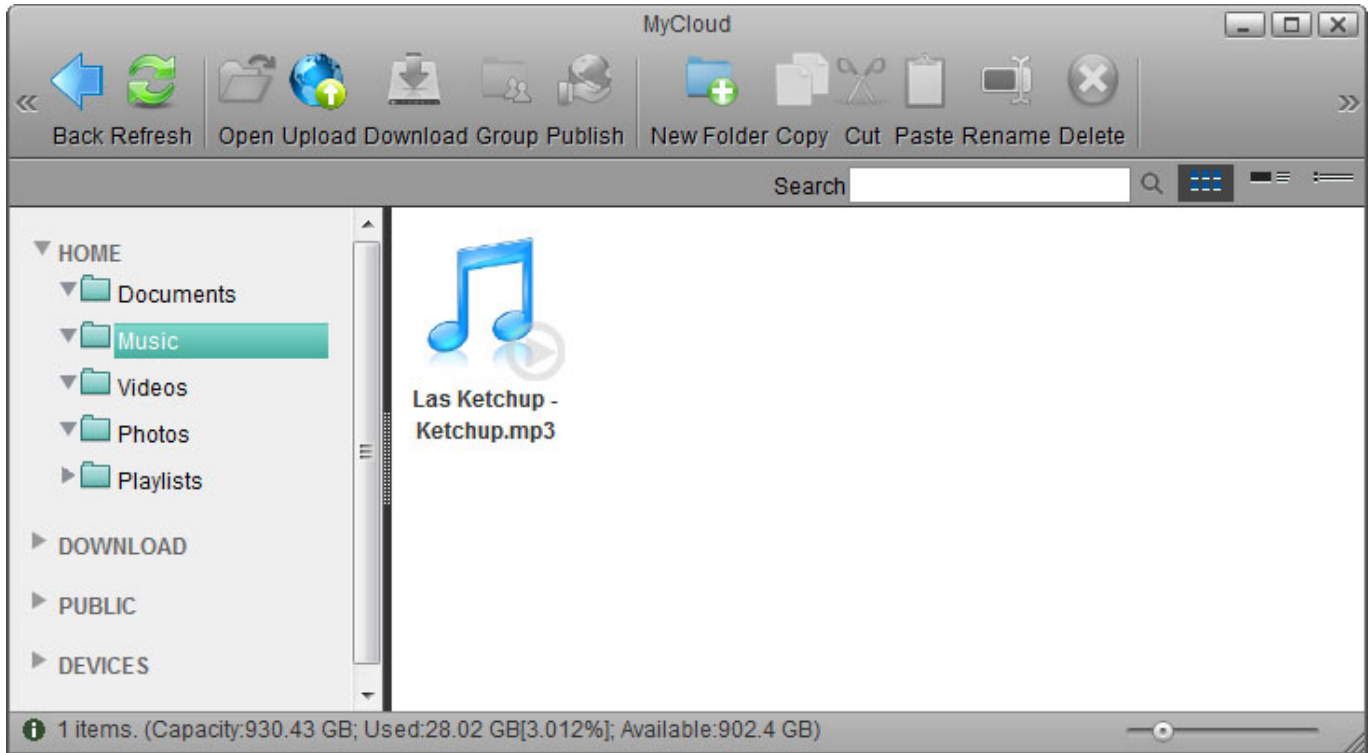 MyCloud
Back Refresh Open Upload Download Group Publish New Folder Copy Cut Paste Rename Delete
Search
HOME
Documents
Music
Videos
Photos
Playlists
DOWNLOAD
PUBLIC
DEVICES
Las Ketchup -
Ketchup.mp3
1 items. (Capacity:930.43 GB; Used:28.02 GB[3.012%]; Available:902.4 GB)